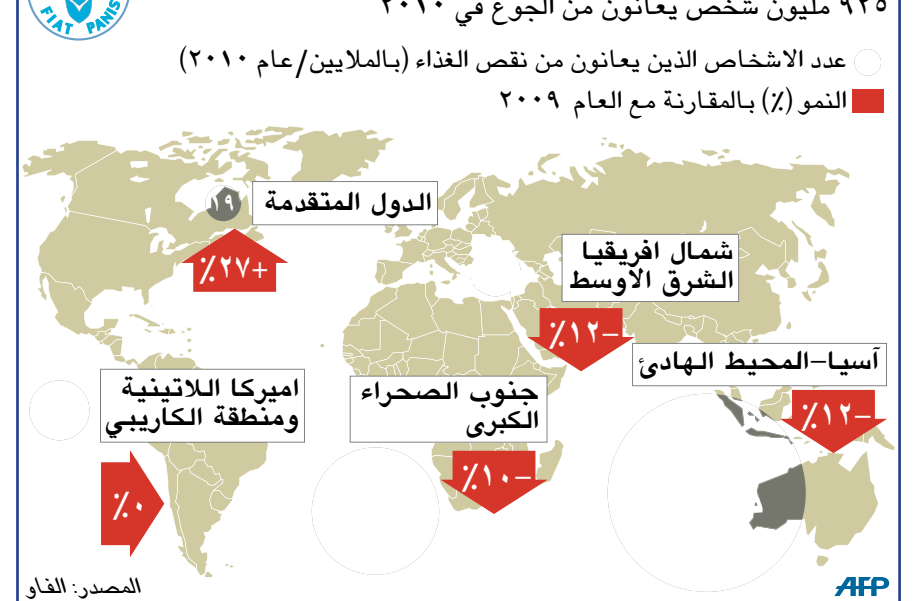 ٩٢٥ مليون شخص يعانون من الجوع في ٢٠١٠
FIAT PANIS
عدد الاشخاص الذين يعانون من نقص الغذاء (بالملايين/عام ٢٠١٠)
النمو (٪) بالمقارنة مع العام ٢٠٠٩
الدول المتقدمة
١٩
+٢٧٪
شمال افريقيا
الشرق الاوسط
–١٢٪
آسيا–المحيط الهادئ
–١٢٪
اميركا اللاتينية
ومنطقة الكاريبي
٠٪
جنوب الصحراء
الكبرى
–١٠٪
المصدر: الفاو
AFP